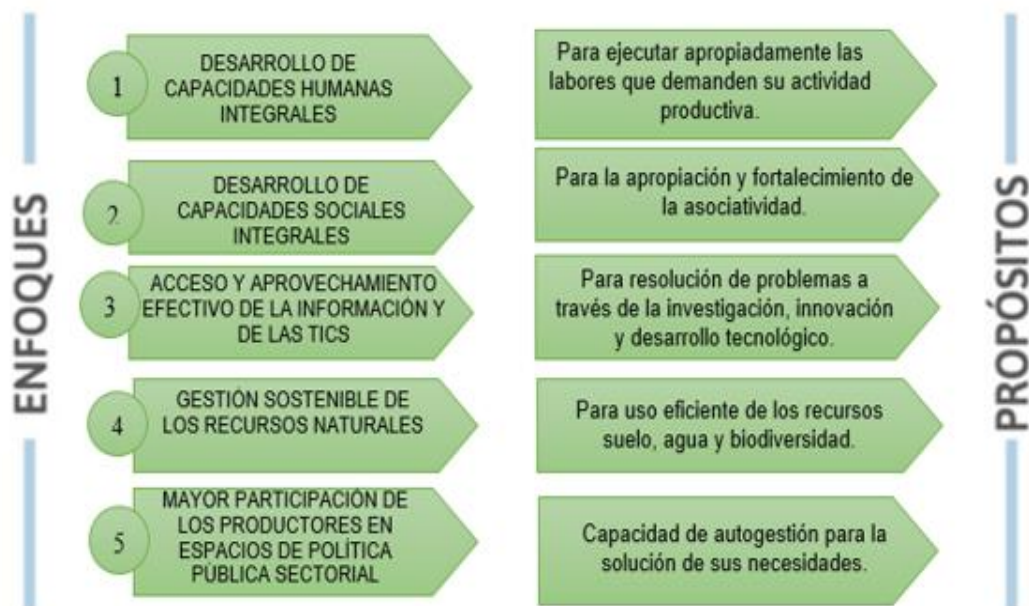 ENFOQUES
1
DESARROLLO DE
CAPACIDADES HUMANAS
INTEGRALES
Para ejecutar apropiadamente las
labores que demanden su actividad
productiva.
2
DESARROLLO DE
CAPACIDADES SOCIALES
INTEGRALES
Para la apropiación y fortalecimiento de
la asociatividad.
3
ACCESO Y APROVECHAMIENTO
EFECTIVO DE LA INFORMACIÓN Y
DE LAS TICS
Para resolución de problemas a
través de la investigación, innovación
y desarrollo tecnológico.
4
GESTIÓN SOSTENIBLE DE
LOS RECURSOS NATURALES
Para uso eficiente de los recursos
suelo, agua y biodiversidad.
5
MAYOR PARTICIPACIÓN DE
LOS PRODUCTORES EN
ESPACIOS DE POLÍTICA
PÚBLICA SECTORIAL
Capacidad de autogestión para la
solución de sus necesidades.
PROPÓSITOS